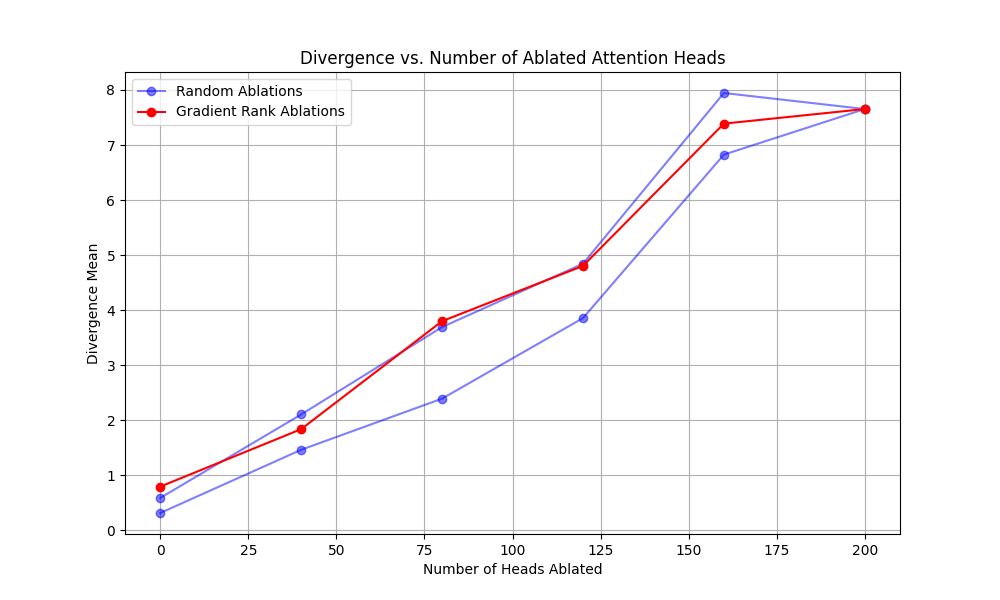 Divergence vs. Number of Ablated Attention Heads
Random Ablations
Gradient Rank Ablations
8
7
6
5
4
3
2
1
0
Divergence Mean
0 25 50 75 100 125 150 175 200
Number of Heads Ablated